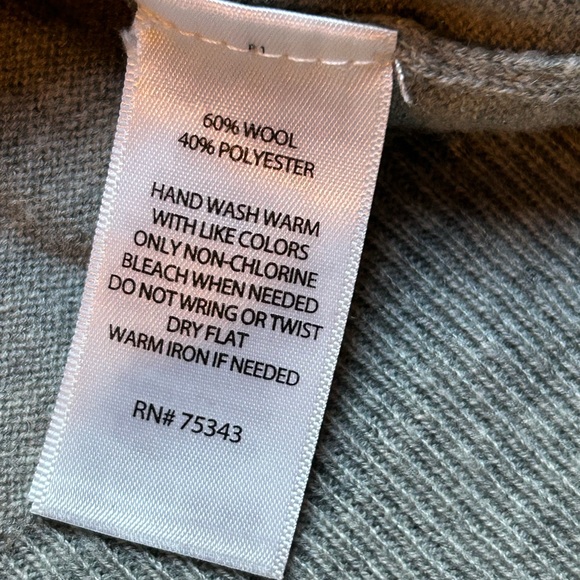 60% WOOL
40% POLYESTER
HAND WASH WARM
WITH LIKE COLORS
ONLY NON-CHLORINE
BLEACH WHEN NEEDED
DO NOT WRING OR TWIST
DRY FLAT
WARM IRON IF NEEDED
RN# 75343